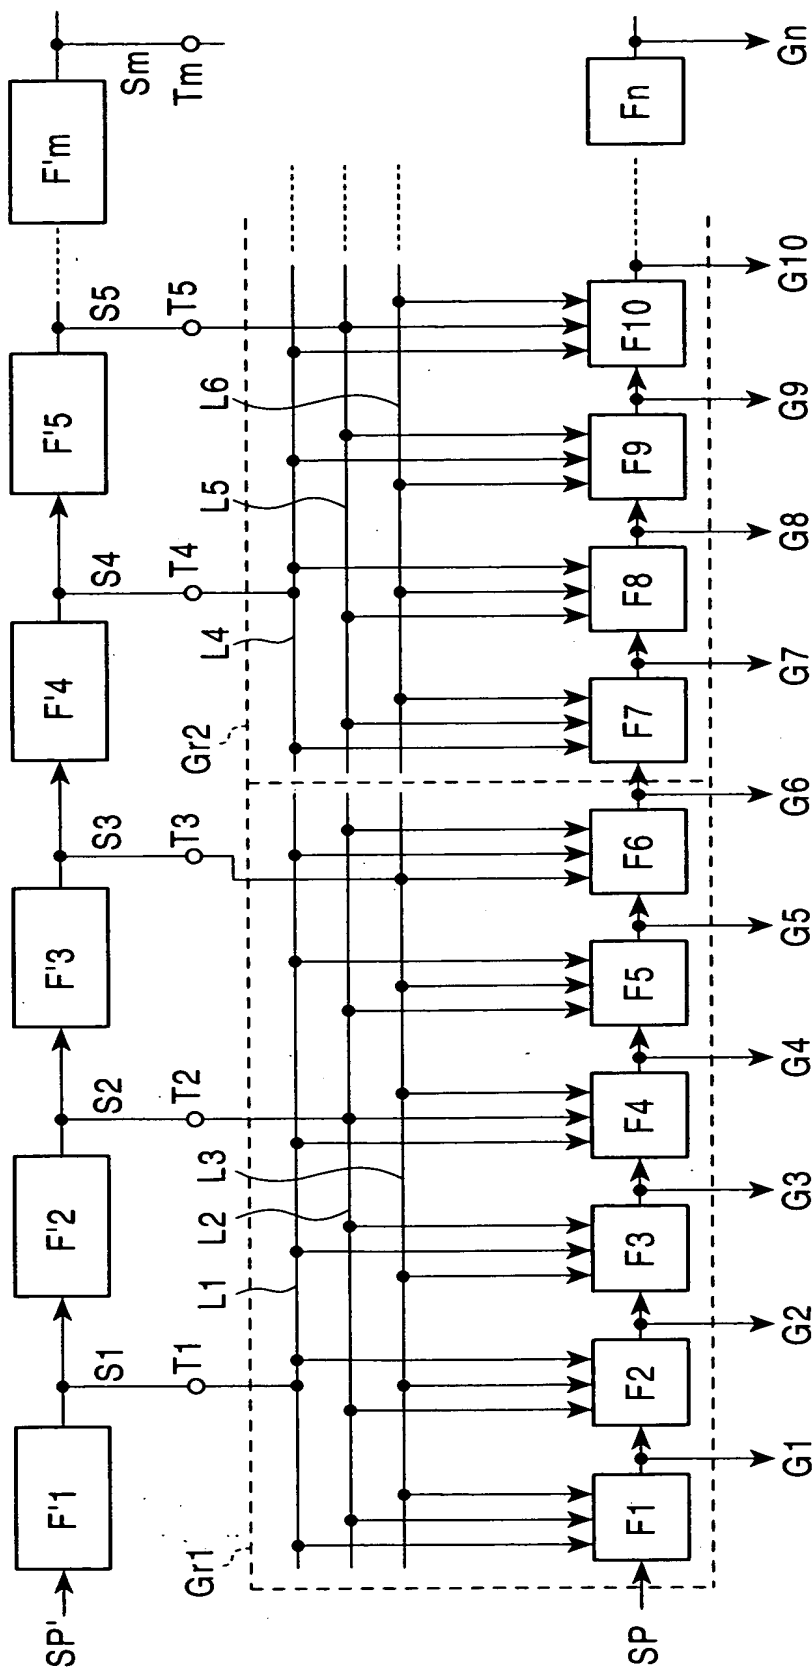 SP' F'1 F'2 F'3 F'4 F'5 F'm
S1 S2 S3 S4 S5 Sm
T1 T2 T3 T4 T5 Tm
Gr1 L1 L2 L3 Gr2 L4 L5 L6
SP F1 F2 F3 F4 F5 F6 F7 F8 F9 F10 Fn
G1 G2 G3 G4 G5 G6 G7 G8 G9 G10 Gn